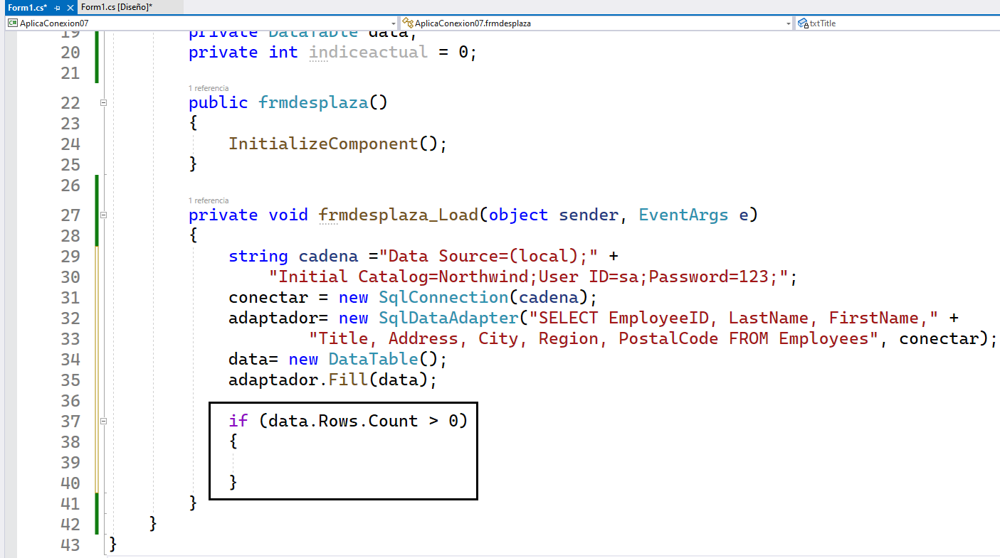 Form1.cs* Form1.cs [Diseño]*
AplicaConexion07 AplicaConexion07.frmdesplaza txtTitle
19 private DataTable data;
20 private int indiceactual = 0;
21
1 referencia
22 public frmdesplaza()
23 {
24 InitializeComponent();
25 }
26
1 referencia
27 private void frmdesplaza_Load(object sender, EventArgs e)
28 {
29 string cadena ="Data Source=(local);" +
30 "Initial Catalog=Northwind;User ID=sa;Password=123;";
31 conectar = new SqlConnection(cadena);
32 adaptador= new SqlDataAdapter("SELECT EmployeeID, LastName, FirstName," +
33 "Title, Address, City, Region, PostalCode FROM Employees", conectar);
34 data= new DataTable();
35 adaptador.Fill(data);
36
37 if (data.Rows.Count > 0)
38 {
39
40 }
41 }
42 }
43 }